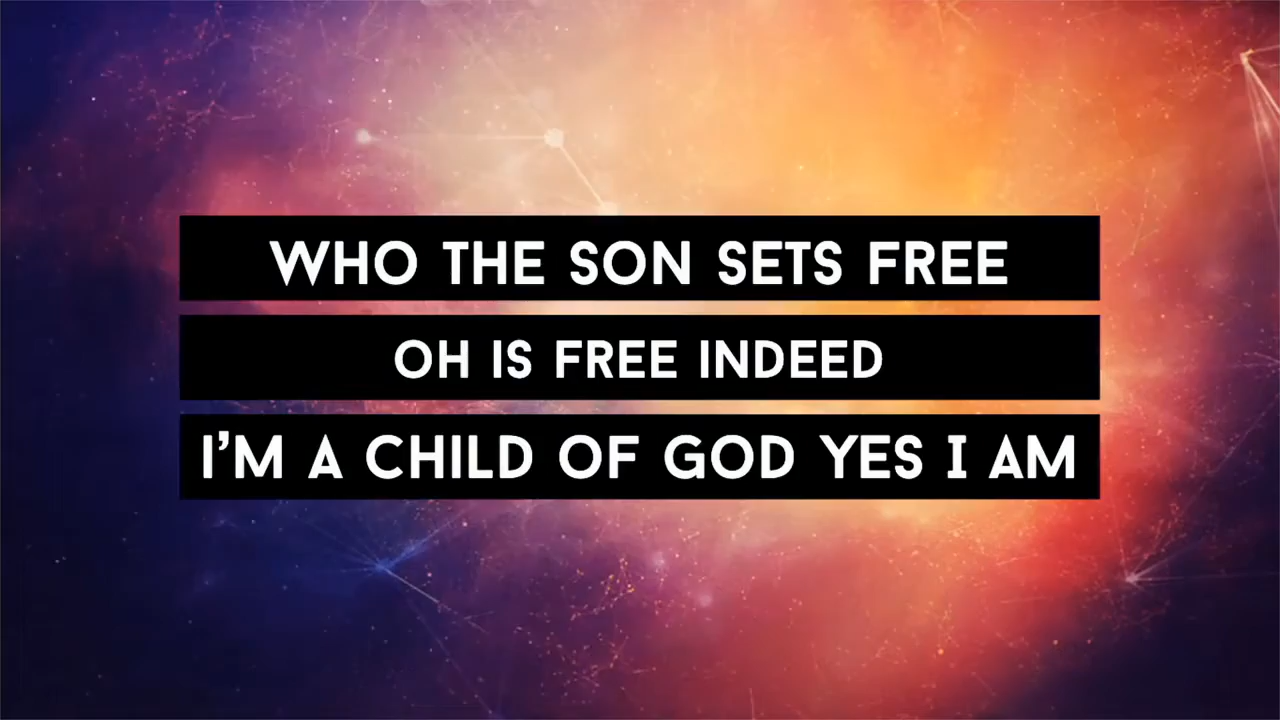 WHO THE SON SETS FREE
OH IS FREE INDEED
I'M A CHILD OF GOD YES I AM